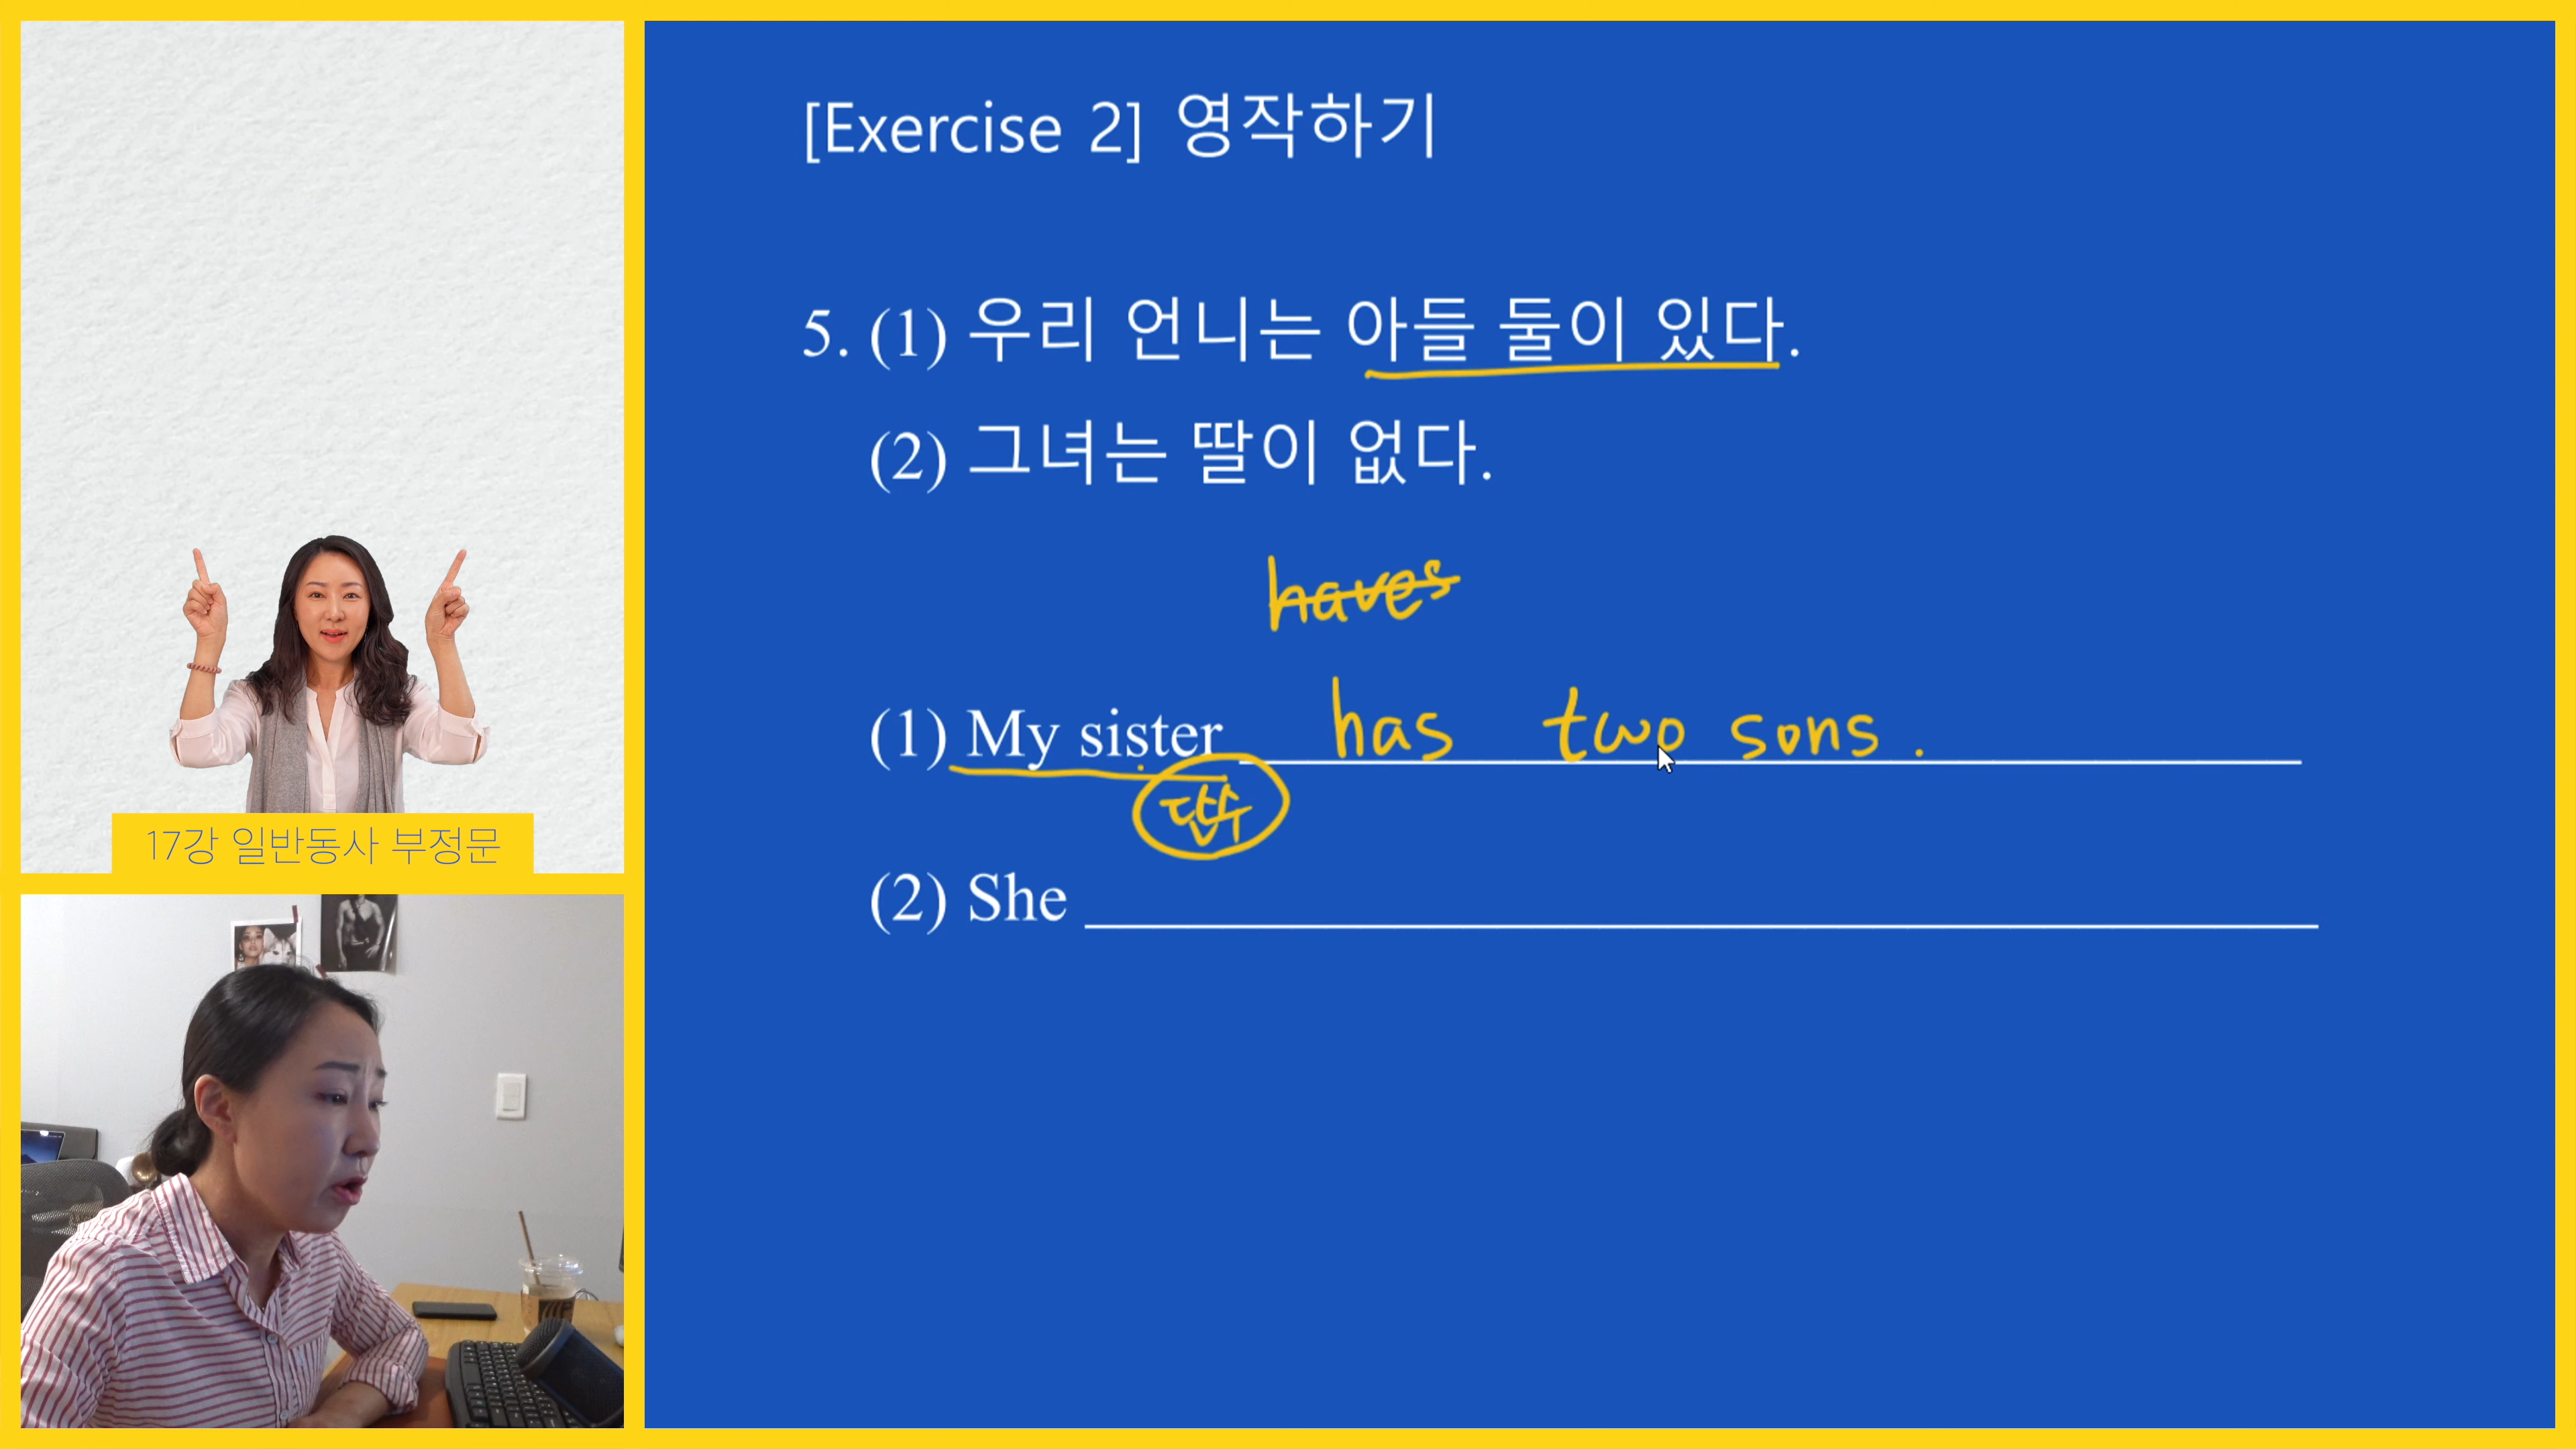 [Exercise 2] 영작하기
5. (1) 우리 언니는 아들 둘이 있다.
(2) 그녀는 딸이 없다.
haves
(1) My sister has two sons.
단수
(2) She
17강 일반동사 부정문